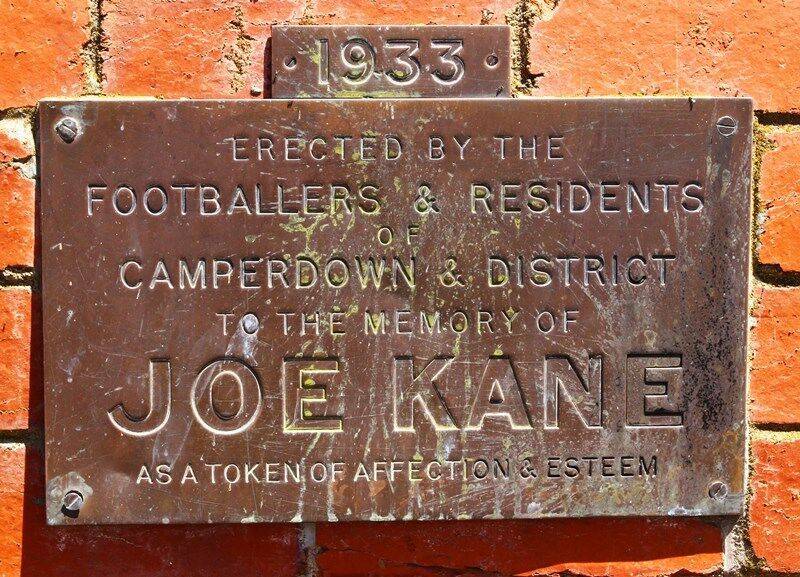 · 1933 ·
ERECTED BY THE
FOOTBALLERS & RESIDENTS
OF
CAMPERDOWN & DISTRICT
TO THE MEMORY OF
JOE KANE
AS A TOKEN OF AFFECTION & ESTEEM